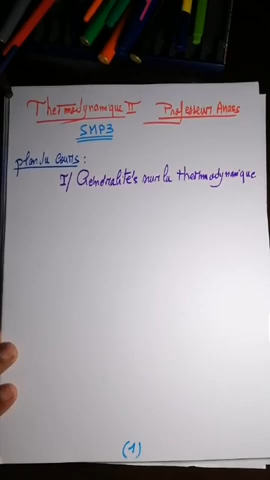 Thermodynamique II Professeur Anass
SMP3
plan du cours :
I/ Généralités sur la thermodynamique
(1)